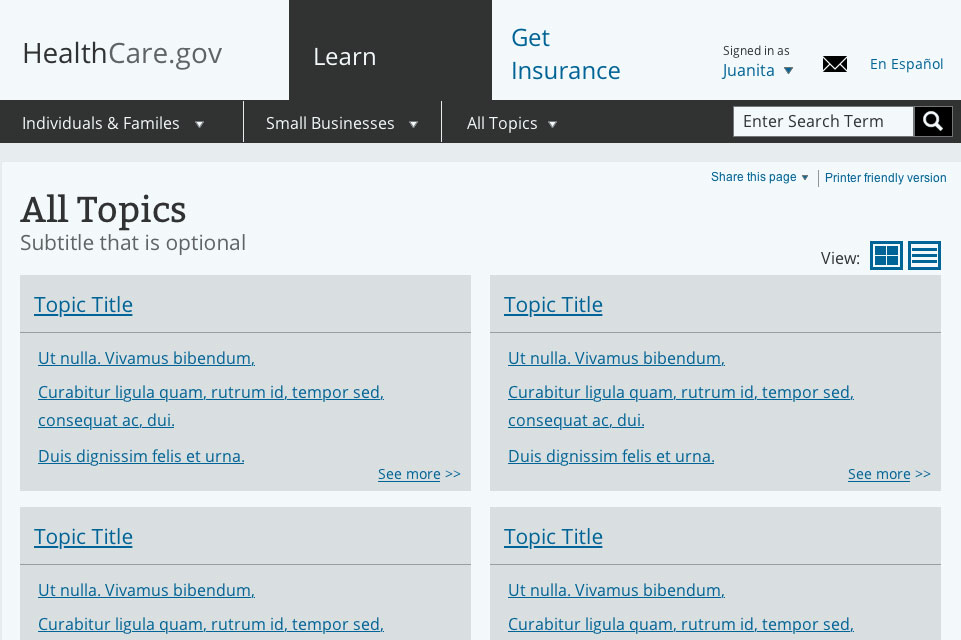 HealthCare.gov
Learn
Get
Insurance
Signed in as
Juanita
En Español
Individuals & Familes
Small Businesses
All Topics
Enter Search Term
Share this page
Printer friendly version
All Topics
Subtitle that is optional
View:
Topic Title
Ut nulla. Vivamus bibendum,
Curabitur ligula quam, rutrum id, tempor sed,
consequat ac, dui.
Duis dignissim felis et urna.
See more >>
Topic Title
Ut nulla. Vivamus bibendum,
Curabitur ligula quam, rutrum id, tempor sed,
consequat ac, dui.
Duis dignissim felis et urna.
See more >>
Topic Title
Ut nulla. Vivamus bibendum,
Curabitur ligula quam, rutrum id, tempor sed,
Topic Title
Ut nulla. Vivamus bibendum,
Curabitur ligula quam, rutrum id, tempor sed,